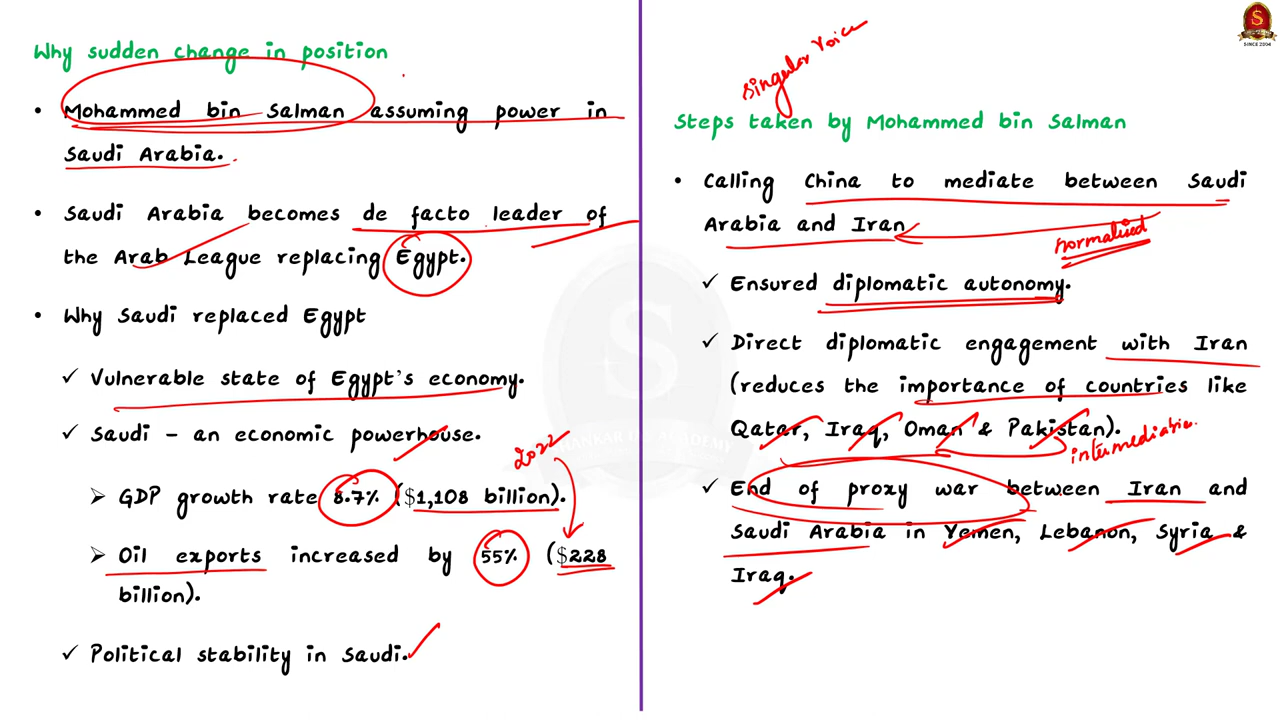 Why sudden change in position
• Mohammed bin Salman assuming power in
Saudi Arabia.
• Saudi Arabia becomes de facto leader of
the Arab League replacing Egypt.
• Why Saudi replaced Egypt
✓ Vulnerable state of Egypt's economy.
✓ Saudi – an economic powerhouse.
2022
➢ GDP growth rate 8.7% ($1,108 billion).
➢ Oil exports increased by 55% ($228
billion).
✓ Political stability in Saudi.
S
SINCE 2004
Singular voice
Steps taken by Mohammed bin Salman
• Calling China to mediate between Saudi
Arabia and Iran
normalised
✓ Ensured diplomatic autonomy.
✓ Direct diplomatic engagement with Iran
(reduces the importance of countries like
Qatar, Iraq, Oman & Pakistan).
✓ End of proxy war between Iran and
Saudi Arabia in Yemen, Lebanon, Syria &
Iraq.